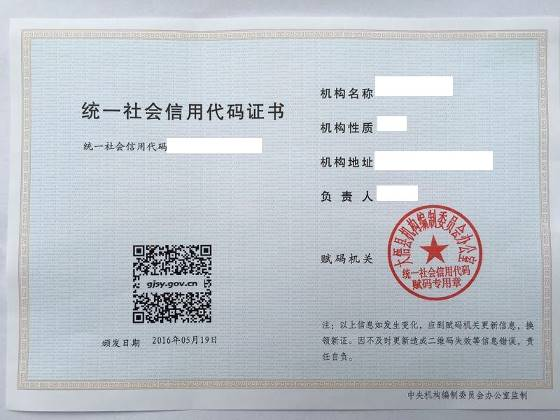 统一社会信用代码证书
统一社会信用代码
gjsy.gov.cn
颁发日期 2016年05月19日
机构名称
机构性质
机构地址
负责人
赋码机关
县机构编制委员会办公室
统一社会信用代码
赋码专用章
注：以上信息如发生变化，应到赋码机关更新信息，换
领新证。因不及时更新造成二维码失效等信息错误，责
任自负。
中央机构编制委员会办公室监制